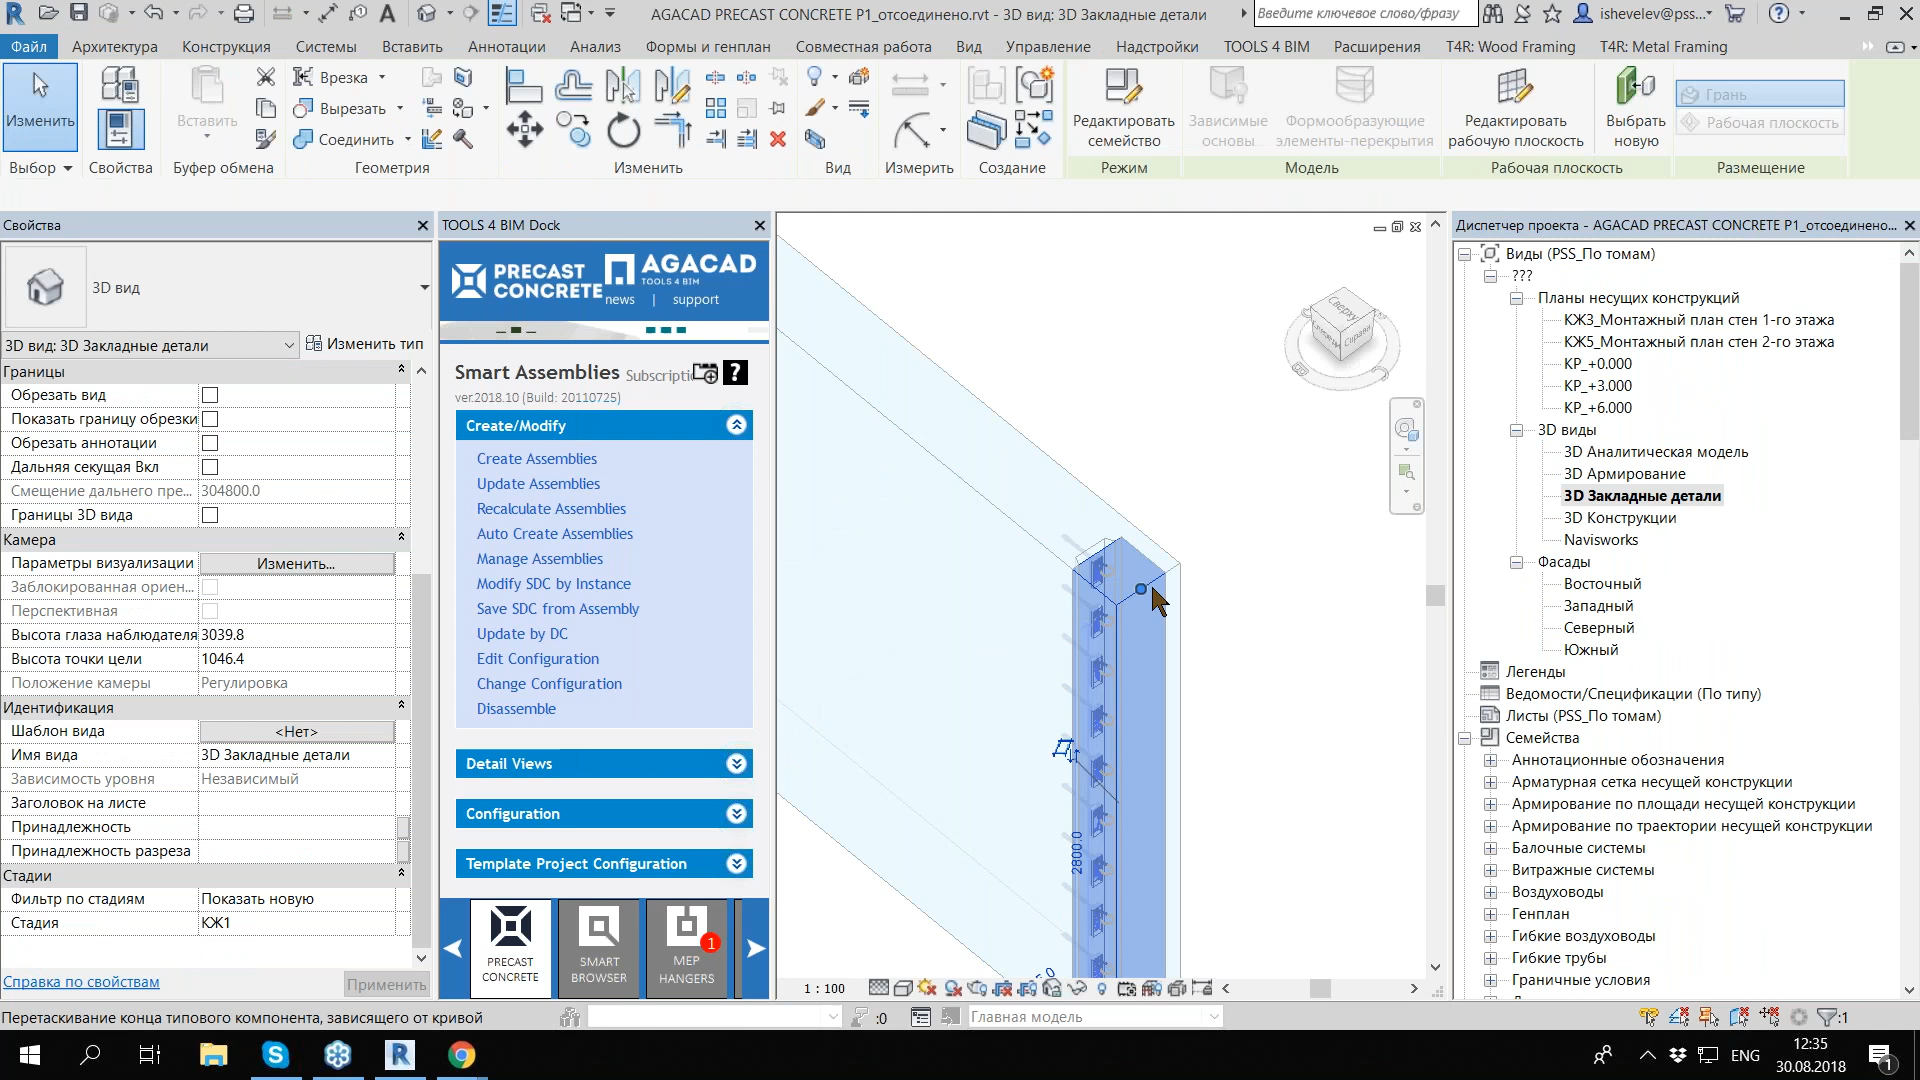 AGACAD PRECAST CONCRETE P1_отсоединено.rvt - 3D вид: 3D Закладные детали
Введите ключевое слово/фразу
ishevelev@pss...
Файл
Архитектура
Конструкция
Системы
Вставить
Аннотации
Анализ
Формы и генплан
Совместная работа
Вид
Управление
Надстройки
TOOLS 4 BIM
Расширения
T4R: Wood Framing
T4R: Metal Framing
Изменить
Вставить
Врезка
Вырезать
Соединить
Редактировать
семейство
Зависимые
основы
Формообразующие
элементы-перекрытия
Редактировать
рабочую плоскость
Выбрать
новую
Грань
Рабочая плоскость
Выбор
Свойства
Буфер обмена
Геометрия
Изменить
Вид
Измерить
Создание
Режим
Модель
Рабочая плоскость
Размещение
Свойства
3D вид
3D вид: 3D Закладные детали
Изменить тип
Границы
Обрезать вид
Показать границу обрезки
Обрезать аннотации
Дальняя секущая Вкл
Смещение дальнего пре... 304800.0
Границы 3D вида
Камера
Параметры визуализации Изменить...
Заблокированная ориен...
Перспективная
Высота глаза наблюдателя 3039.8
Высота точки цели 1046.4
Положение камеры Регулировка
Идентификация
Шаблон вида <Нет>
Имя вида 3D Закладные детали
Зависимость уровня Независимый
Заголовок на листе
Принадлежность
Принадлежность разреза
Стадии
Фильтр по стадиям Показать новую
Стадия КЖ1
Справка по свойствам
Применить
TOOLS 4 BIM Dock
PRECAST
CONCRETE
AGACAD
TOOLS 4 BIM
news | support
Smart Assemblies
ver.2018.10 (Build: 20110725)
Create/Modify
Create Assemblies
Update Assemblies
Recalculate Assemblies
Auto Create Assemblies
Manage Assemblies
Modify SDC by Instance
Save SDC from Assembly
Update by DC
Edit Configuration
Change Configuration
Disassemble
Detail Views
Configuration
Template Project Configuration
PRECAST
CONCRETE
SMART
BROWSER
1
MEP
HANGERS
Сверху
Справа
2800.0
1 : 100
Диспетчер проекта - AGACAD PRECAST CONCRETE P1_отсоединено...
Виды (PSS_По томам)
???
Планы несущих конструкций
КЖ3_Монтажный план стен 1-го этажа
КЖ5_Монтажный план стен 2-го этажа
КР_+0.000
КР_+3.000
КР_+6.000
3D виды
3D Аналитическая модель
3D Армирование
3D Закладные детали
3D Конструкции
Navisworks
Фасады
Восточный
Западный
Северный
Южный
Легенды
Ведомости/Спецификации (По типу)
Листы (PSS_По томам)
Семейства
Аннотационные обозначения
Арматурная сетка несущей конструкции
Армирование по площади несущей конструкции
Армирование по траектории несущей конструкции
Балочные системы
Витражные системы
Воздуховоды
Генплан
Гибкие воздуховоды
Гибкие трубы
Граничные условия
Перетаскивание конца типового компонента, зависящего от кривой
:0
Главная модель
:1
ENG
12:35
30.08.2018
1